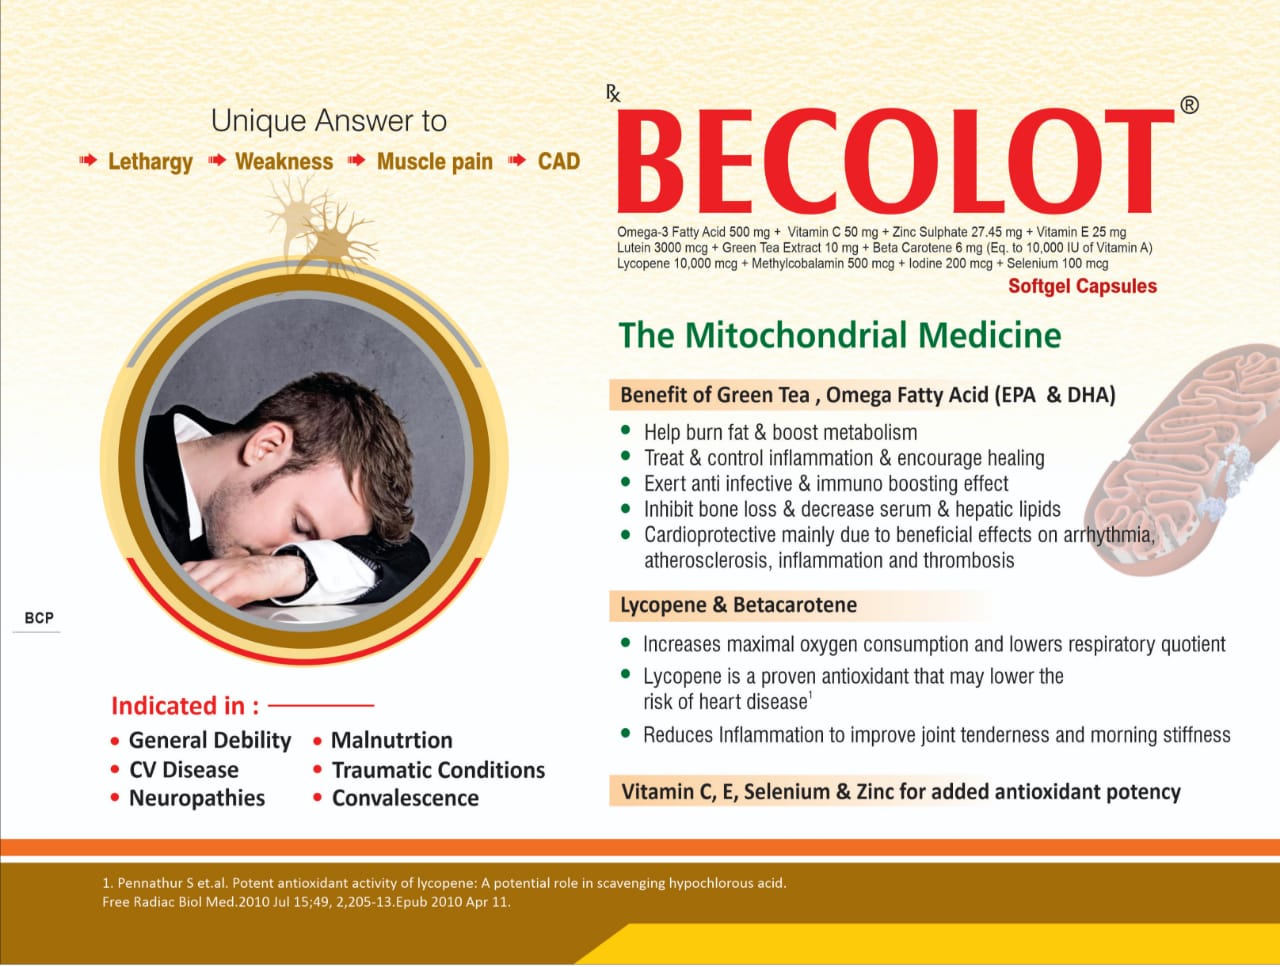 Unique Answer to
Lethargy Weakness Muscle pain CAD
BCP
Indicated in :
• General Debility • Malnutrtion
• CV Disease • Traumatic Conditions
• Neuropathies • Convalescence
Rx
BECOLOT®
Omega-3 Fatty Acid 500 mg + Vitamin C 50 mg + Zinc Sulphate 27.45 mg + Vitamin E 25 mg
Lutein 3000 mcg + Green Tea Extract 10 mg + Beta Carotene 6 mg (Eq. to 10,000 IU of Vitamin A)
Lycopene 10,000 mcg + Methylcobalamin 500 mcg + Iodine 200 mcg + Selenium 100 mcg
Softgel Capsules
The Mitochondrial Medicine
Benefit of Green Tea , Omega Fatty Acid (EPA & DHA)
• Help burn fat & boost metabolism
• Treat & control inflammation & encourage healing
• Exert anti infective & immuno boosting effect
• Inhibit bone loss & decrease serum & hepatic lipids
• Cardioprotective mainly due to beneficial effects on arrhythmia,
atherosclerosis, inflammation and thrombosis
Lycopene & Betacarotene
• Increases maximal oxygen consumption and lowers respiratory quotient
• Lycopene is a proven antioxidant that may lower the
risk of heart disease¹
• Reduces Inflammation to improve joint tenderness and morning stiffness
Vitamin C, E, Selenium & Zinc for added antioxidant potency
1. Pennathur S et.al. Potent antioxidant activity of lycopene: A potential role in scavenging hypochlorous acid.
Free Radiac Biol Med.2010 Jul 15;49, 2,205-13.Epub 2010 Apr 11.